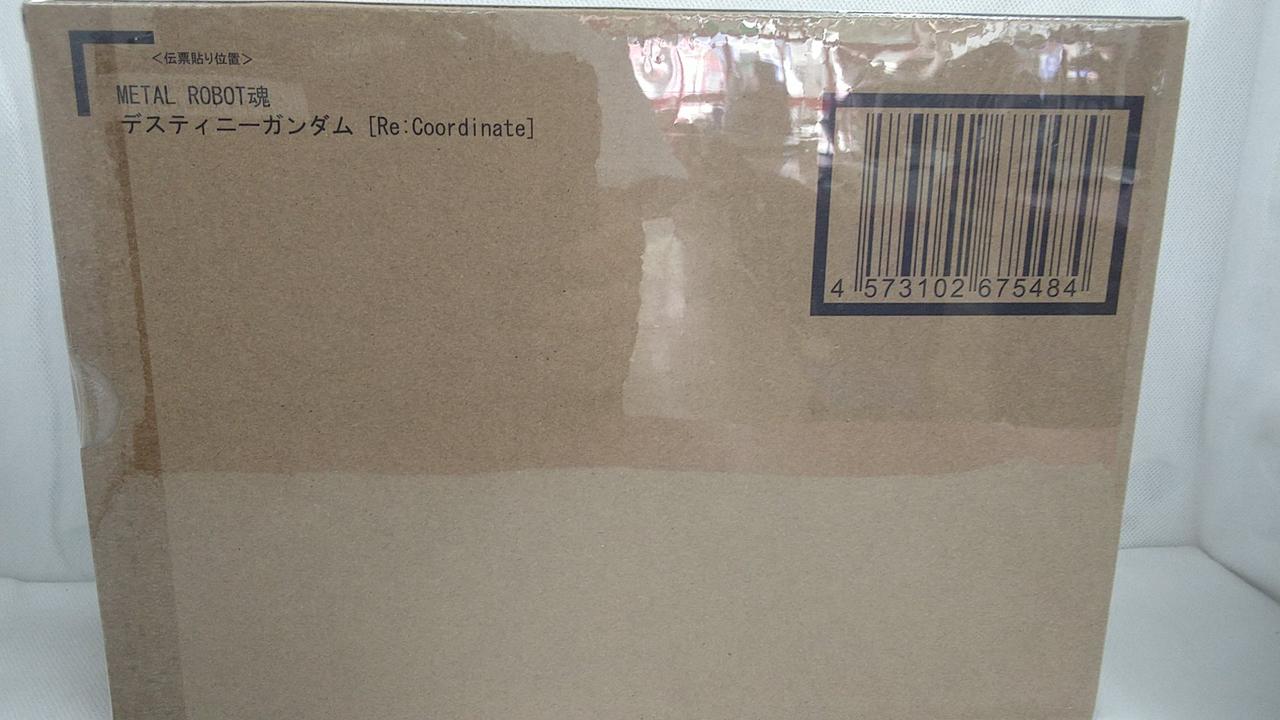 <伝票貼り位置>
METAL ROBOT魂
デスティニーガンダム [Re:Coordinate]
4 573102 675484